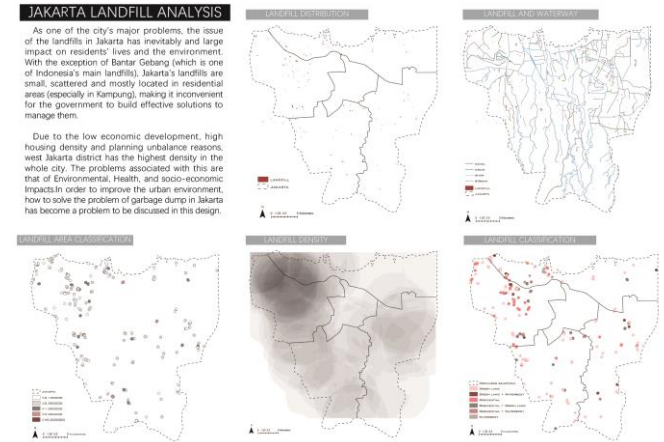 JAKARTA LANDFILL ANALYSIS
As one of the city's major problems, the issue
of the landfills in Jakarta has inevitably and large
impact on residents' lives and the environment.
With the exception of Bantar Gebang (which is one
of Indonesia's main landfills), Jakarta's landfills are
small, scattered and mostly located in residential
areas (especially in Kampung), making it inconvenient
for the government to build effective solutions to
manage them.
Due to the low economic development, high
housing density and planning unbalance reasons,
west Jakarta district has the highest density in the
whole city. The problems associated with this are
that of Environmental, Health, and socio-economic
Impacts.In order to improve the urban environment,
how to solve the problem of garbage dump in Jakarta
has become a problem to be discussed in this design.
LANDFILL DISTRIBUTION
LANDFILL
JAKARTA
LANDFILL AND WATERWAY
LANDFILL
JAKARTA
LANDFILL AREA CLASSIFICATION
LANDFILL DENSITY
LANDFILL CLASSIFICATION